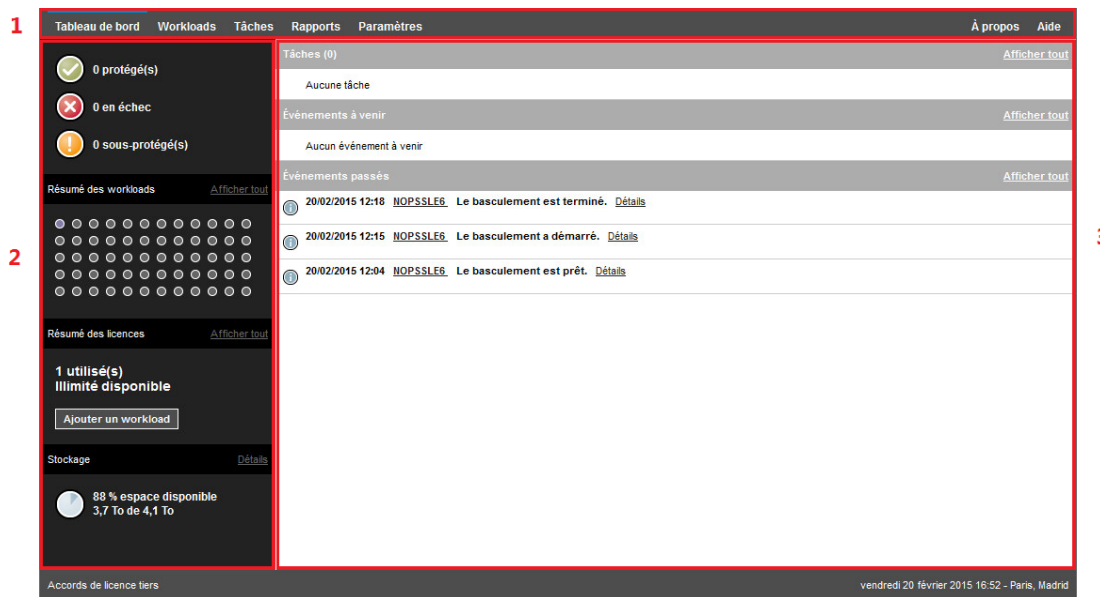 1
Tableau de bord Workloads Tâches Rapports Paramètres À propos Aide
0 protégé(s)
0 en échec
0 sous-protégé(s)
Résumé des workloads Afficher tout
2
Résumé des licences Afficher tout
1 utilisé(s)
Illimité disponible
Ajouter un workload
Stockage Détails
88 % espace disponible
3,7 To de 4,1 To
Tâches (0) Afficher tout
Aucune tâche
Événements à venir Afficher tout
Aucun événement à venir
Événements passés Afficher tout
20/02/2015 12:18 NOPSSLE6 Le basculement est terminé. Détails
20/02/2015 12:15 NOPSSLE6 Le basculement a démarré. Détails
20/02/2015 12:04 NOPSSLE6 Le basculement est prêt. Détails
Accords de licence tiers vendredi 20 février 2015 16:52 - Paris, Madrid